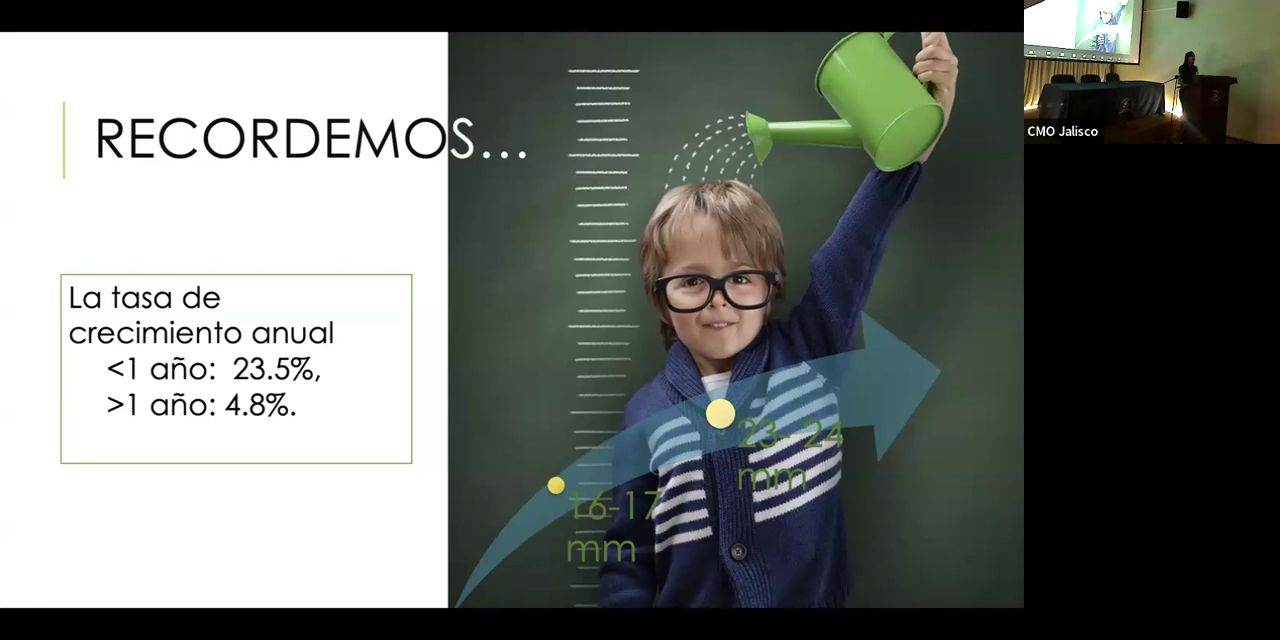 RECORDEMOS...
La tasa de
crecimiento anual
<1 año: 23.5%,
>1 año: 4.8%.
23- 24
mm
16-17
mm
CMO Jalisco